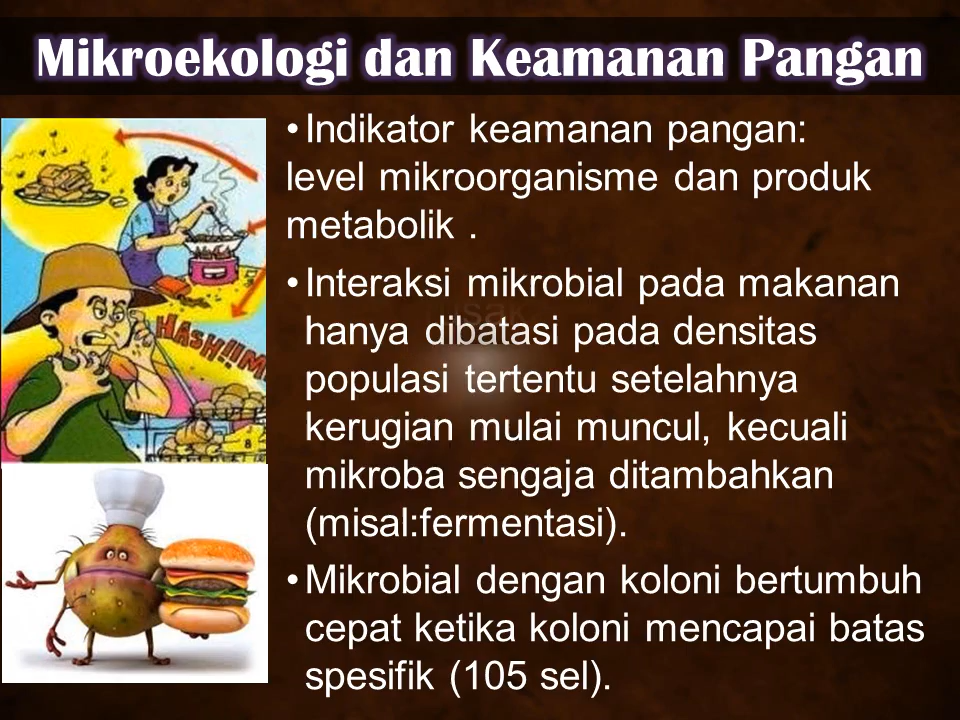 Mikroekologi dan Keamanan Pangan
•Indikator keamanan pangan:
level mikroorganisme dan produk
metabolik .
•Interaksi mikrobial pada makanan
hanya dibatasi pada densitas
populasi tertentu setelahnya
kerugian mulai muncul, kecuali
mikroba sengaja ditambahkan
(misal:fermentasi).
•Mikrobial dengan koloni bertumbuh
cepat ketika koloni mencapai batas
spesifik (105 sel).
HASH!!M
8